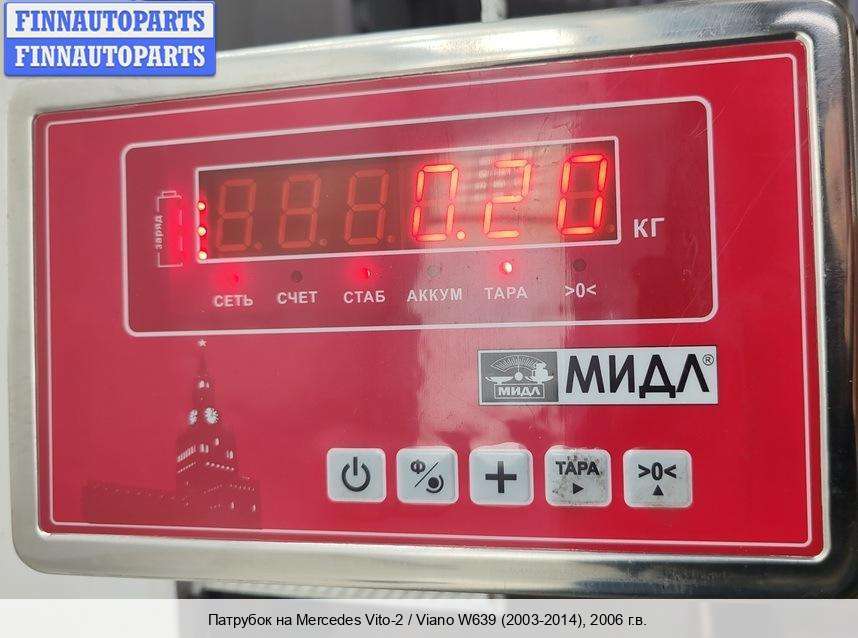 FINNAUTOPARTS
FINNAUTOPARTS
заряд
0.20
КГ
СЕТЬ СЧЕТ СТАБ АККУМ ТАРА >0<
МИДЛ
МИДЛ®
Ф
+ ТАРА >0<
Патрубок на Mercedes Vito-2 / Viano W639 (2003-2014), 2006 г.в.